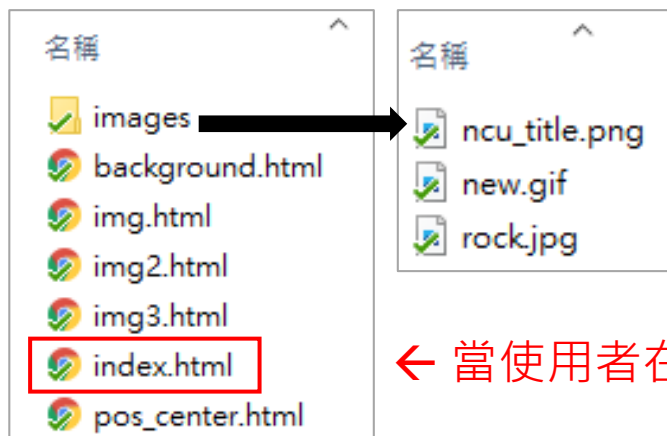 名稱
images
background.html
img.html
img2.html
img3.html
index.html
pos_center.html
名稱
ncu_title.png
new.gif
rock.jpg
← 當使用者在